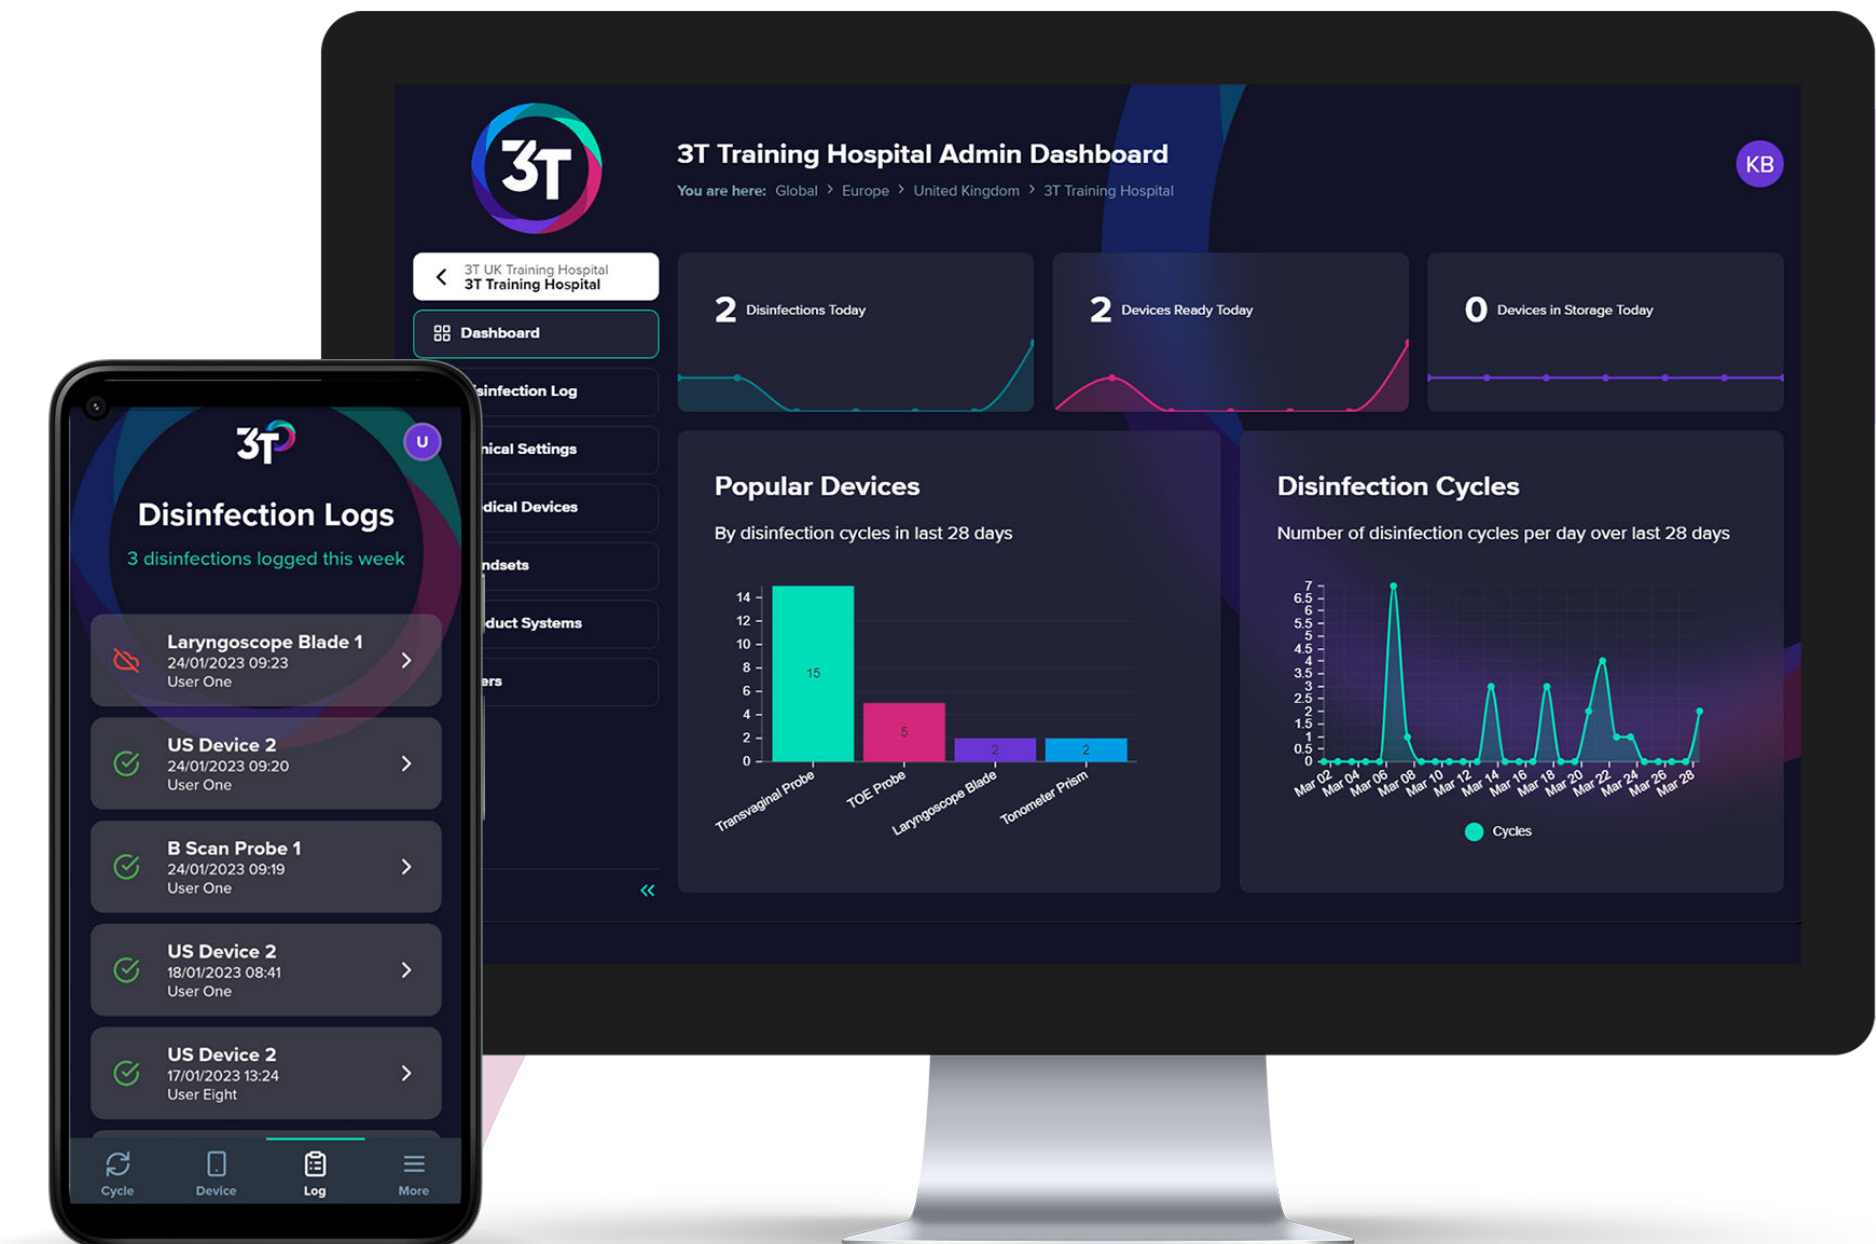 3T
3T Training Hospital Admin Dashboard
You are here: Global > Europe > United Kingdom > 3T Training Hospital
KB
3T UK Training Hospital
3T Training Hospital
Dashboard
sinfection Log
nical Settings
dical Devices
ndsets
duct Systems
ers
2 Disinfections Today
2 Devices Ready Today
0 Devices in Storage Today
Popular Devices
By disinfection cycles in last 28 days
14
12
10
8
6
4
2
0
15
5
2
2
Transvaginal Probe
TOE Probe
Laryngoscope Blade
Tonometer Prism
Disinfection Cycles
Number of disinfection cycles per day over last 28 days
7
6.5
6
5.5
5
4.5
4
3.5
3
2.5
2
1.5
1
0.5
0
Mar 02
Mar 04
Mar 06
Mar 08
Mar 10
Mar 12
Mar 14
Mar 16
Mar 18
Mar 20
Mar 22
Mar 24
Mar 26
Mar 28
Cycles
3T
U
Disinfection Logs
3 disinfections logged this week
Laryngoscope Blade 1
24/01/2023 09:23
User One
US Device 2
24/01/2023 09:20
User One
B Scan Probe 1
24/01/2023 09:19
User One
US Device 2
18/01/2023 08:41
User One
US Device 2
17/01/2023 13:24
User Eight
Cycle
Device
Log
More